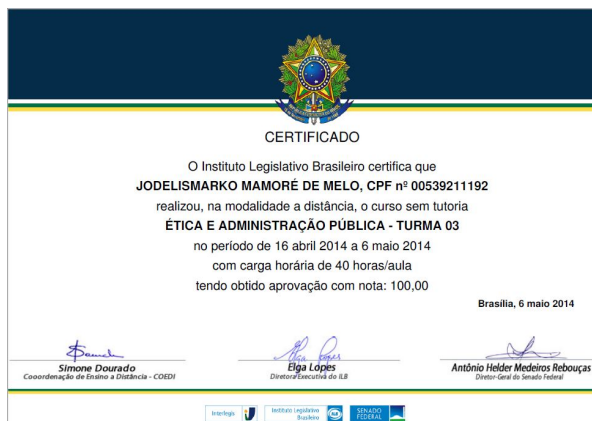 CERTIFICADO
O Instituto Legislativo Brasileiro certifica que
JODELISMARKO MAMORÉ DE MELO, CPF nº 00539211192
realizou, na modalidade a distância, o curso sem tutoria
ÉTICA E ADMINISTRAÇÃO PÚBLICA - TURMA 03
no período de 16 abril 2014 a 6 maio 2014
com carga horária de 40 horas/aula
tendo obtido aprovação com nota: 100,00
Brasília, 6 maio 2014
Simone Dourado
Cooordenação de Ensino a Distância - COEDI
Elga Lopes
Diretora Executiva do ILB
Antônio Helder Medeiros Rebouças
Diretor-Geral do Senado Federal
Interlegis
Instituto Legislativo
Brasileiro
SENADO
FEDERAL